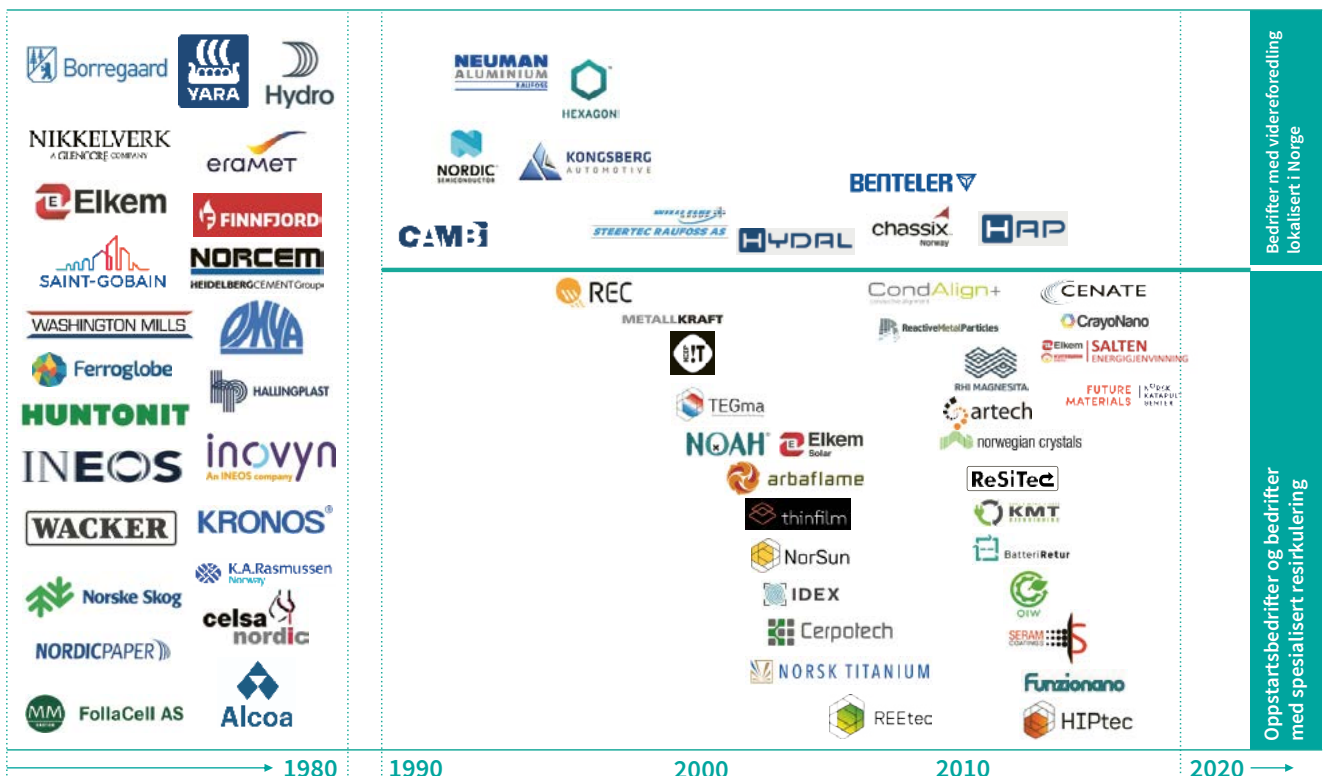 Borregaard
YARA
Hydro
NIKKELVERK
A GLENCORE COMPANY
eramet
Elkem
FINNFJORD
SAINT-GOBAIN
NORCEM
HEIDELBERGCEMENT Group
WASHINGTON MILLS
OMYA
Ferroglobe
HALLINGPLAST
HUNTONIT
INEOS
inovyn
An INEOS company
WACKER
KRONOS®
K.A.Rasmussen
Norway
Norske Skog
celsa
nordic
NORDICPAPER
MM
FollaCell AS
Alcoa
NEUMAN
ALUMINIUM
RAUFOSS
HEXAGON
NORDIC
SEMICONDUCTOR
KONGSBERG
AUTOMOTIVE
BENTELER
CAMBI
STEERTEC RAUFOSS AS
HYDAL
chassix
Norway
HAP
Bedrifter med videreforedling
lokalisert i Norge
REC
METALLKRAFT
!T
TEGma
NOAH
Elkem
Solar
arbaflame
thinfilm
NorSun
IDEX
Cerpotech
NORSK TITANIUM
REEtec
CondAlign+
CENATE
ReactiveMetalParticles
CrayoNano
Elkem
SALTEN
ENERGIGJENVINNING
RHI MAGNESITA.
FUTURE
MATERIALS
NORSK
KATAPULT
SENTER
artech
norwegian crystals
ReSiTec
KMT
BatteriRetur
OiW
SERAM
COATINGS
Funzionano
HIPtec
Oppstartsbedrifter og bedrifter
med spesialisert resirkulering
1980
1990
2000
2010
2020